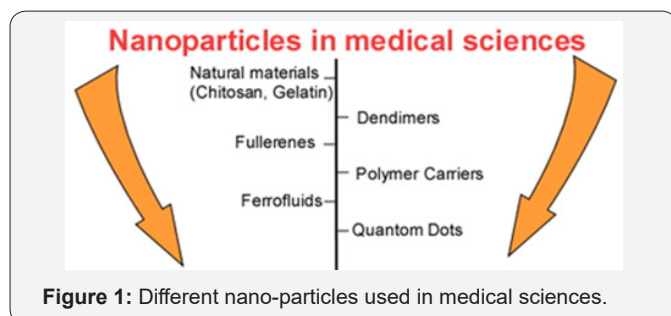 Nanoparticles in medical sciences
Natural materials
(Chitosan, Gelatin)
Dendimers
Fullerenes
Polymer Carriers
Ferrofluids
Quantom Dots
Figure 1: Different nano-particles used in medical sciences.